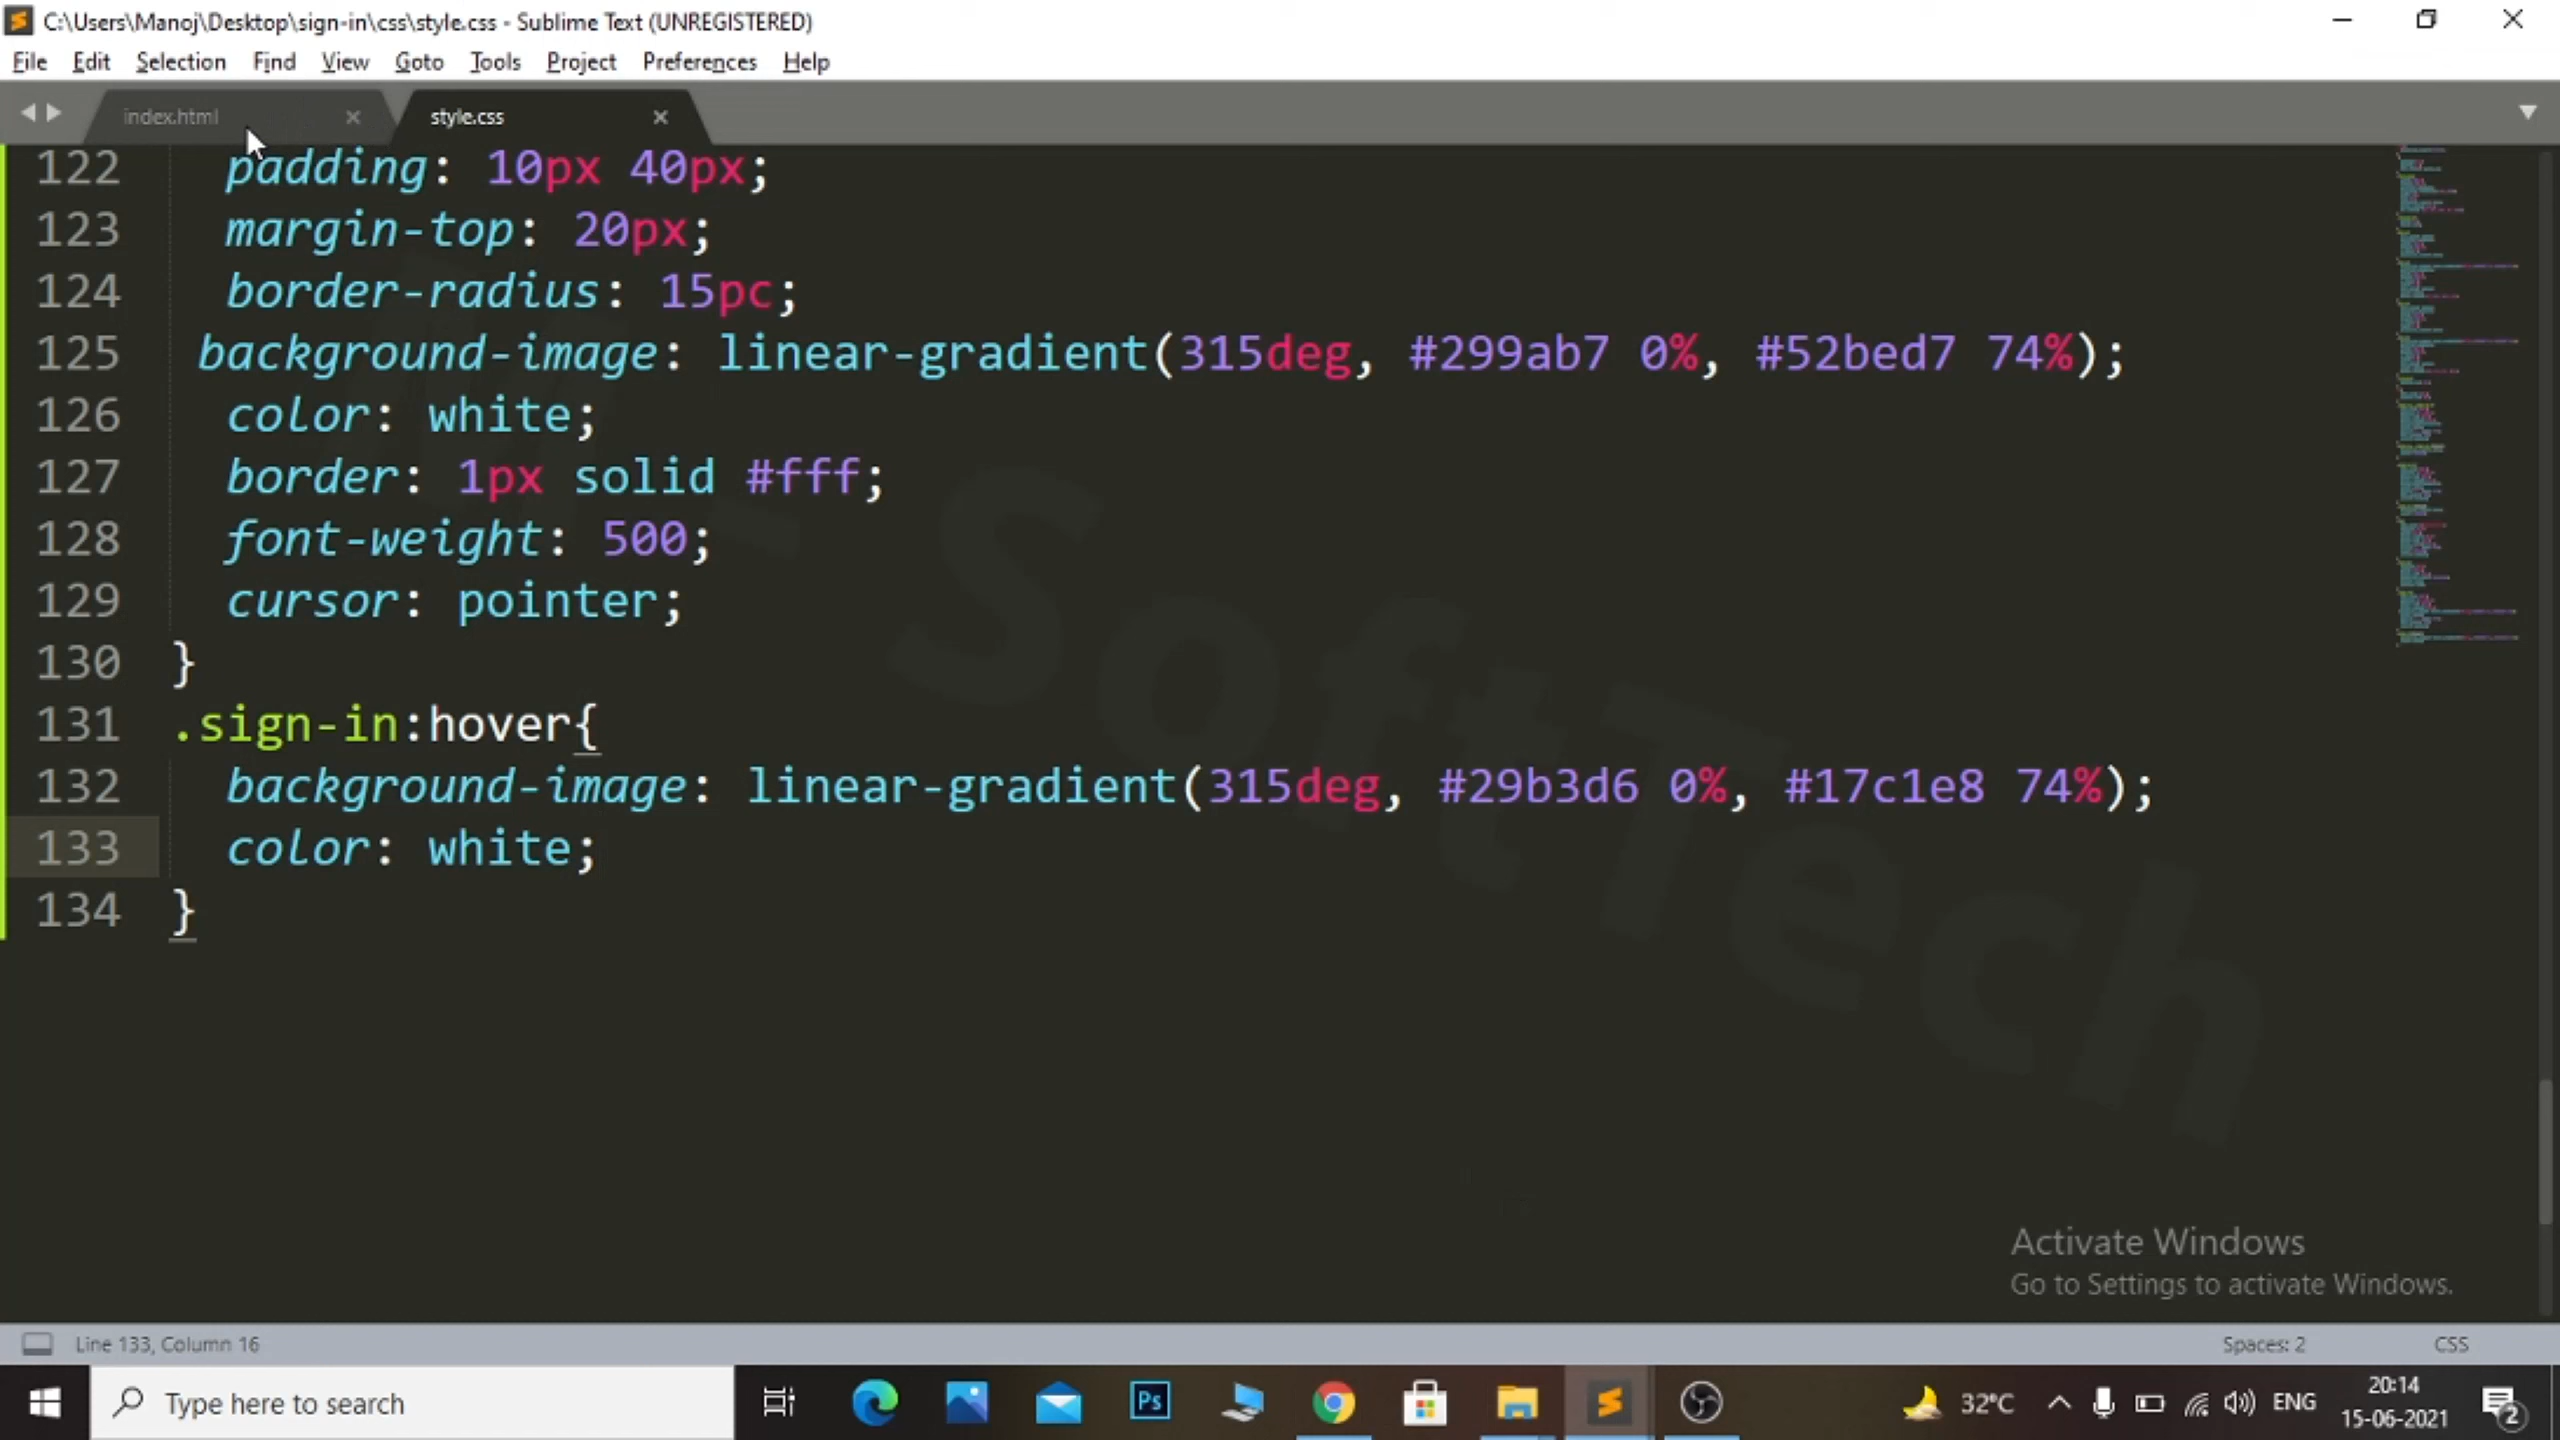 C:\Users\Manoj\Desktop\sign-in\css\style.css - Sublime Text (UNREGISTERED)
File Edit Selection Find View Goto Tools Project Preferences Help
index.html × style.css ×
122 padding: 10px 40px;
123 margin-top: 20px;
124 border-radius: 15pc;
125 background-image: linear-gradient(315deg, #299ab7 0%, #52bed7 74%);
126 color: white;
127 border: 1px solid #fff;
128 font-weight: 500;
129 cursor: pointer;
130 }
131 .sign-in:hover{
132 background-image: linear-gradient(315deg, #29b3d6 0%, #17c1e8 74%);
133 color: white;
134 }
M - SoftTech
Activate Windows
Go to Settings to activate Windows.
Line 133, Column 16 Spaces: 2 CSS
Type here to search Ps 32°C ENG 20:14
15-06-2021 2